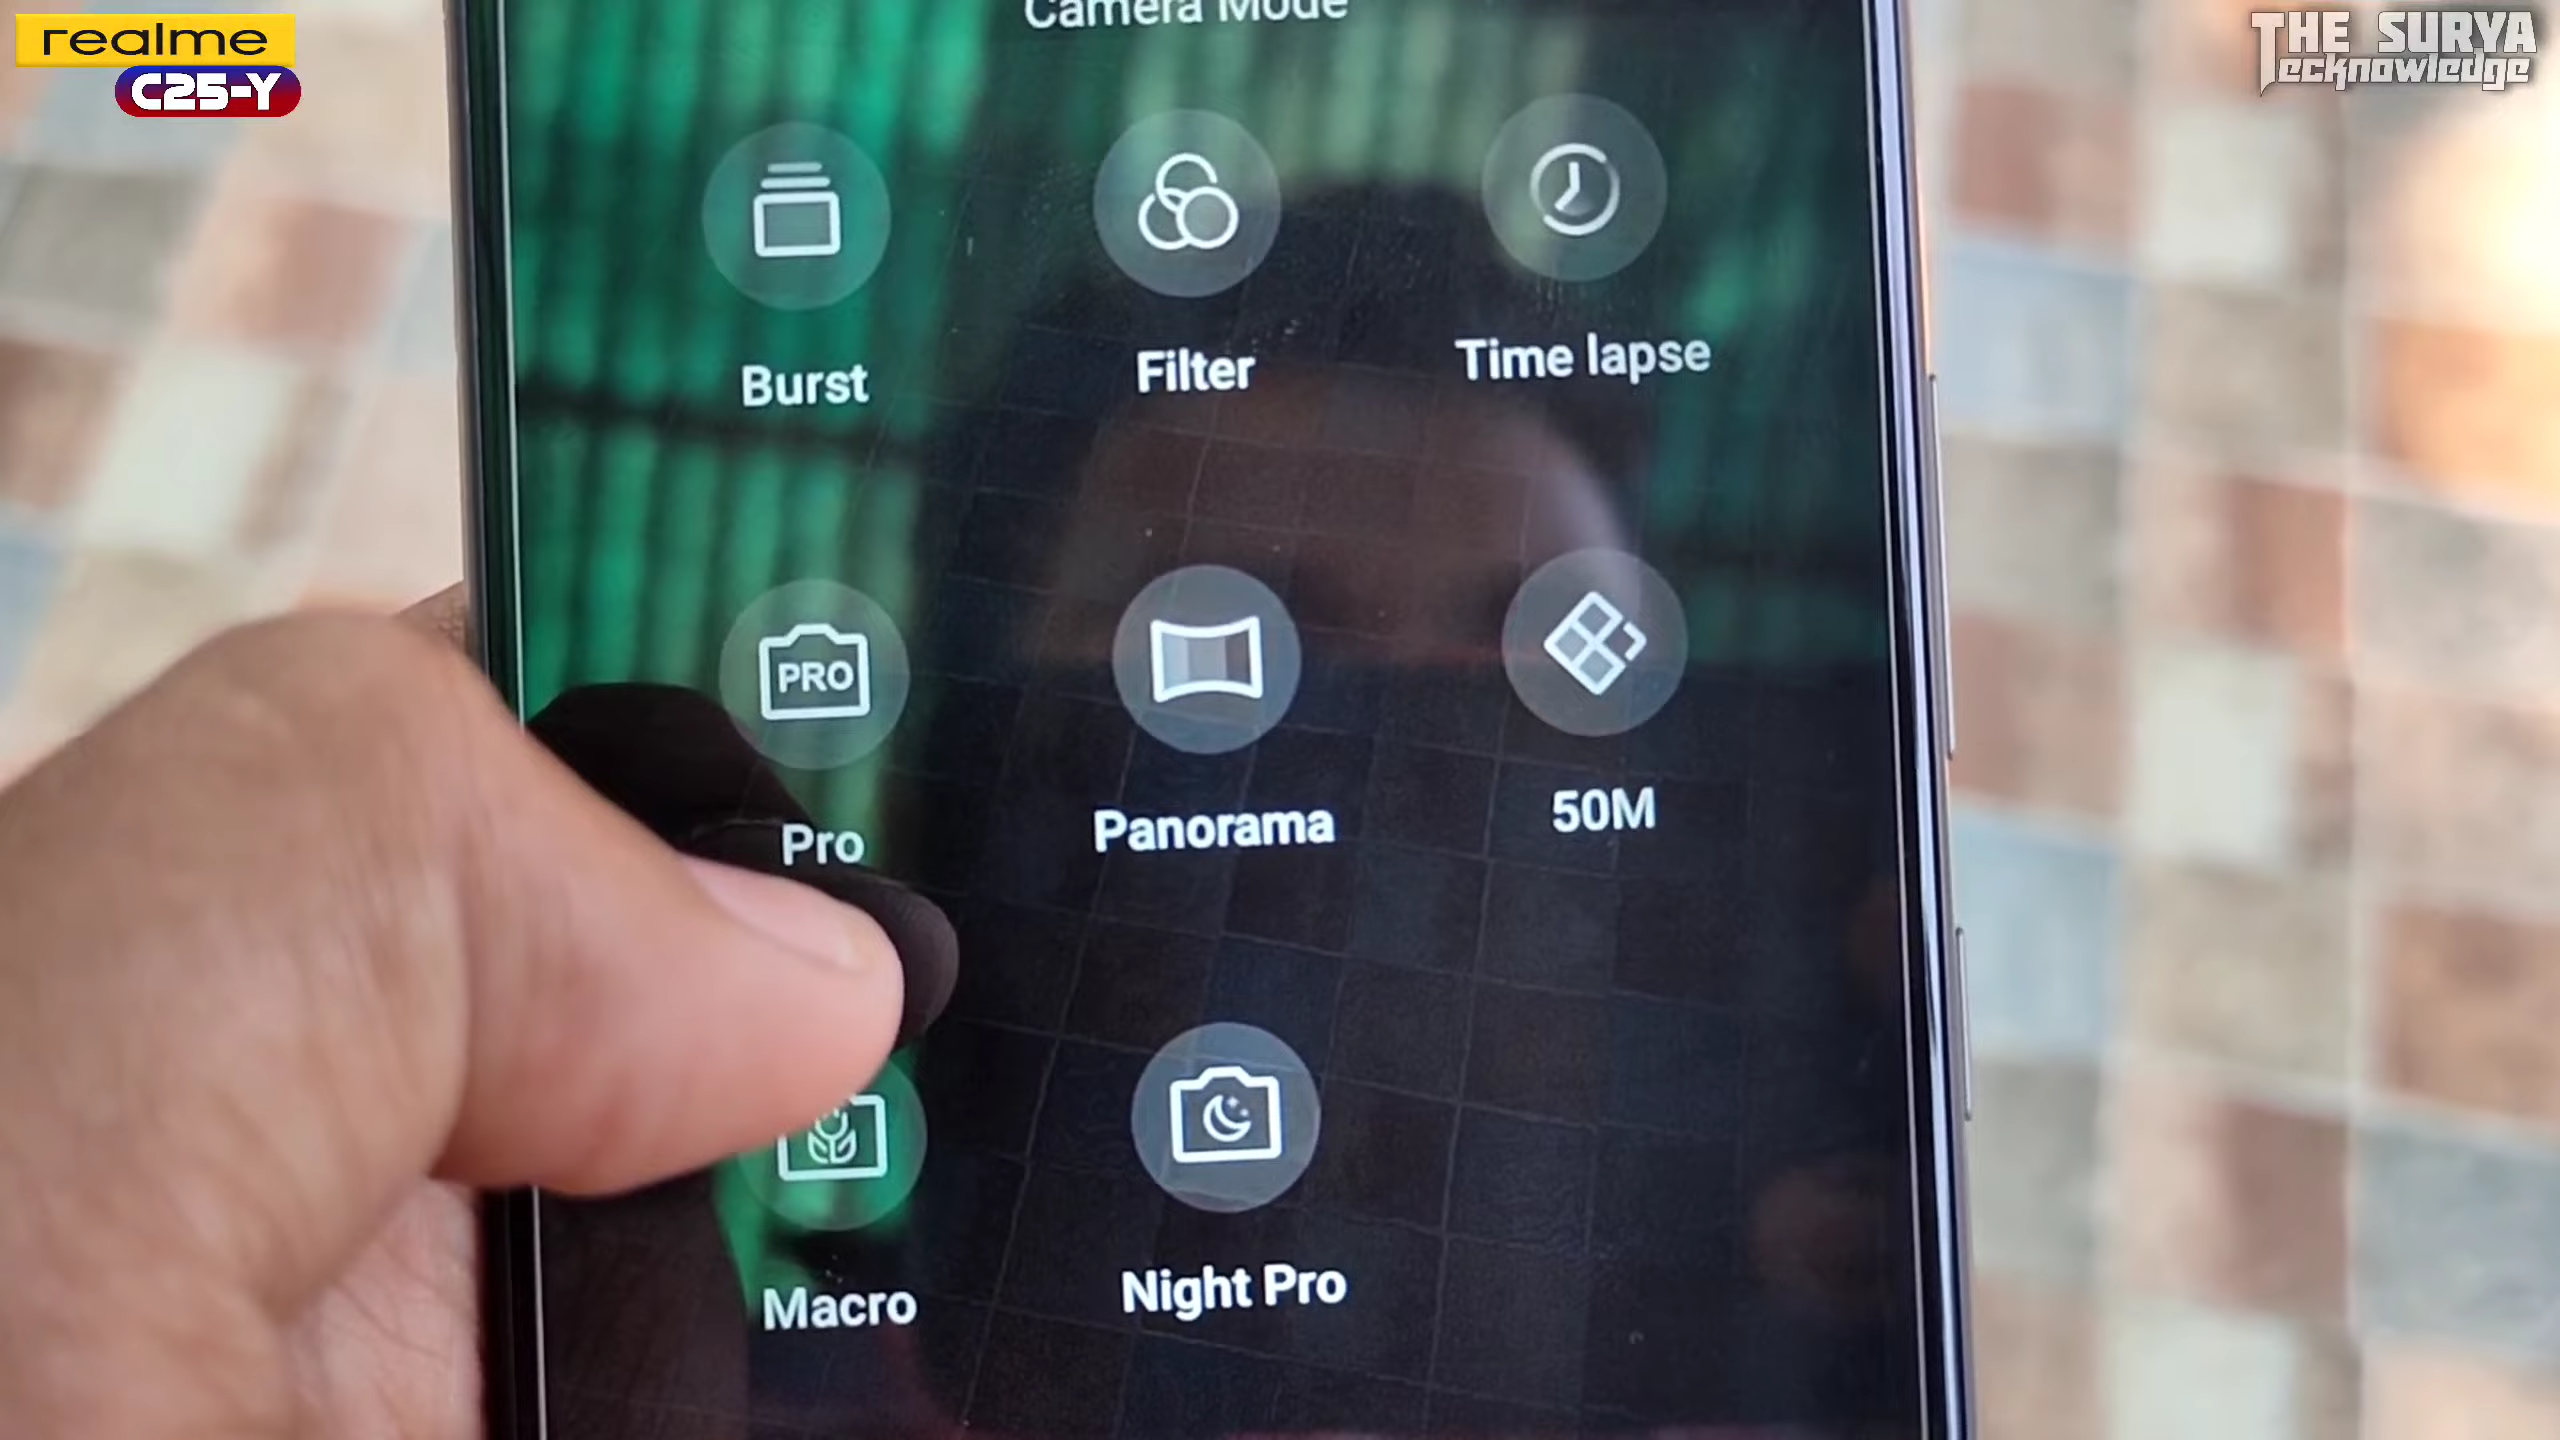 realme
C25-Y
THE SURYA
Tecknowledge
Camera Mode
Burst
Filter
Time lapse
PRO
Pro
Panorama
50M
Macro
Night Pro